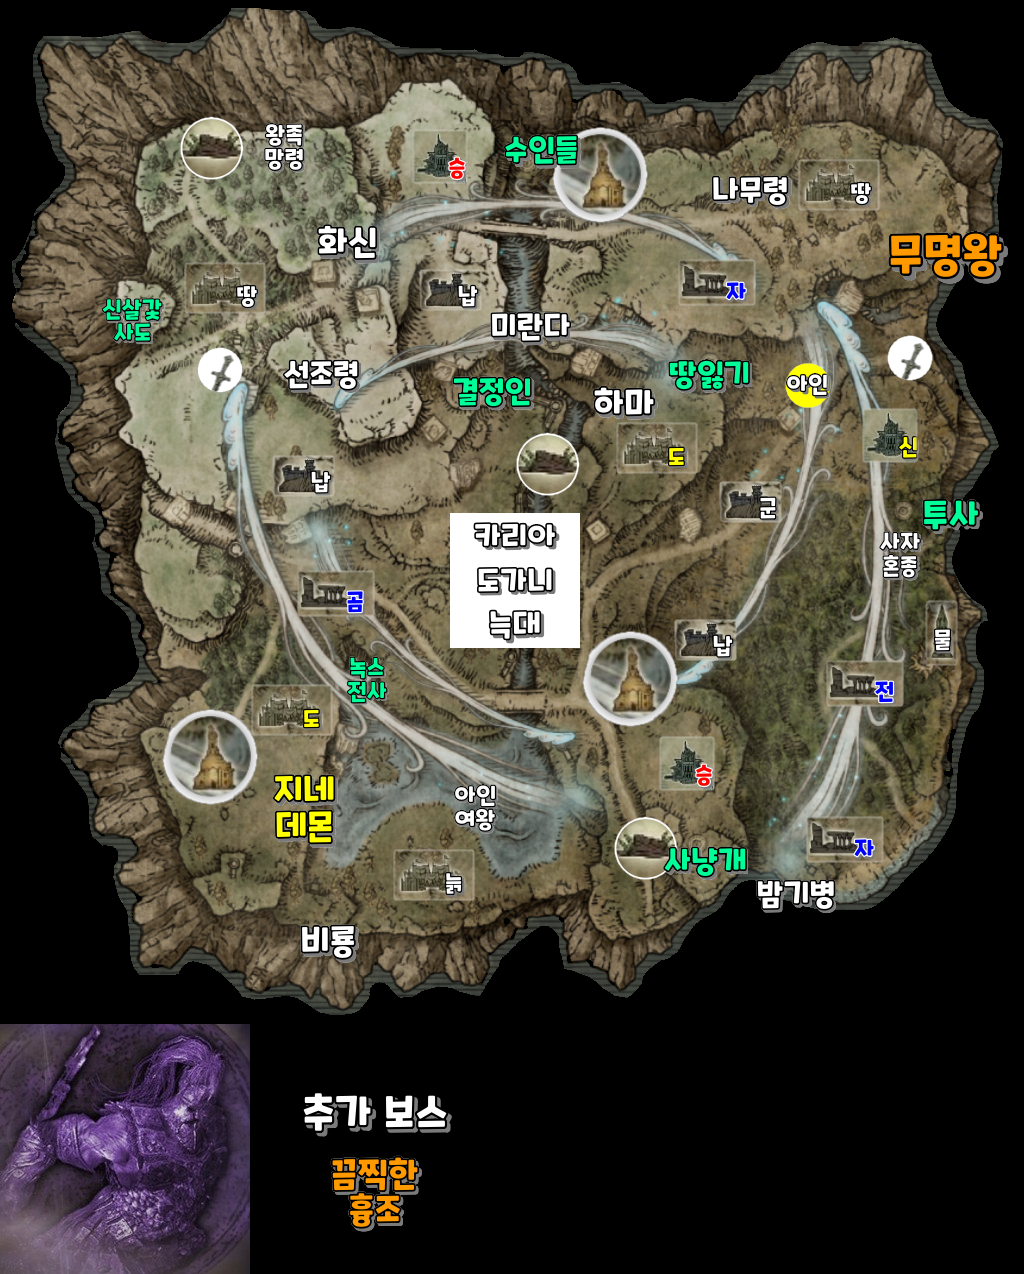 왕족
망령
승
수인들
나무령
땅
화신
무명왕
땅
납
자
신살갗
사도
미란다
선조령
결정인
땅잃기
아인
하마
도
신
납
군
투사
카리아
도가니
늑대
사자
혼종
곰
납
물
녹스
전사
전
도
승
지네
데몬
아인
여왕
자
사냥개
늙
밤기병
비룡
추가 보스
끔찍한
흉조